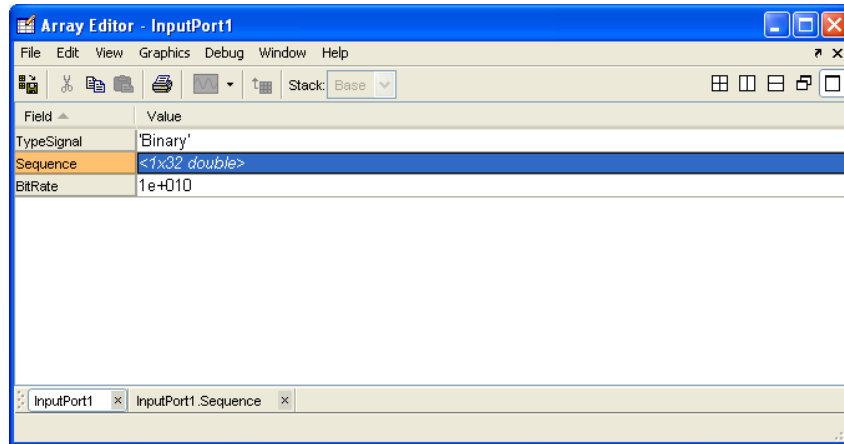 Array Editor - InputPort1
File Edit View Graphics Debug Window Help
Stack: Base
Field Value
TypeSignal 'Binary'
Sequence <1x32 double>
BitRate 1e+010
InputPort1 InputPort1.Sequence